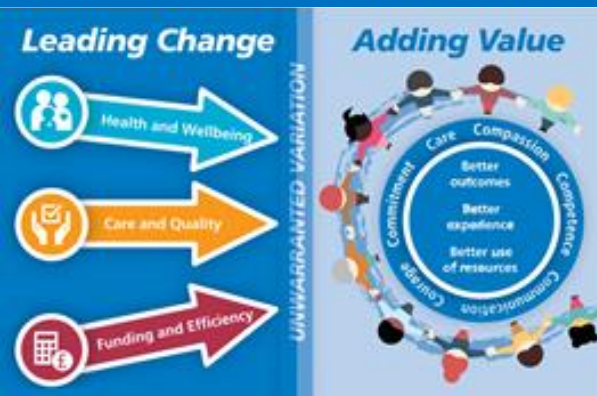 Leading Change
Health and Wellbeing
Care and Quality
Funding and Efficiency
£
UNWARRANTED VARIATION
Adding Value
Care Compassion Competence Communication Courage Commitment
Better
outcomes
Better
experience
Better use
of resources